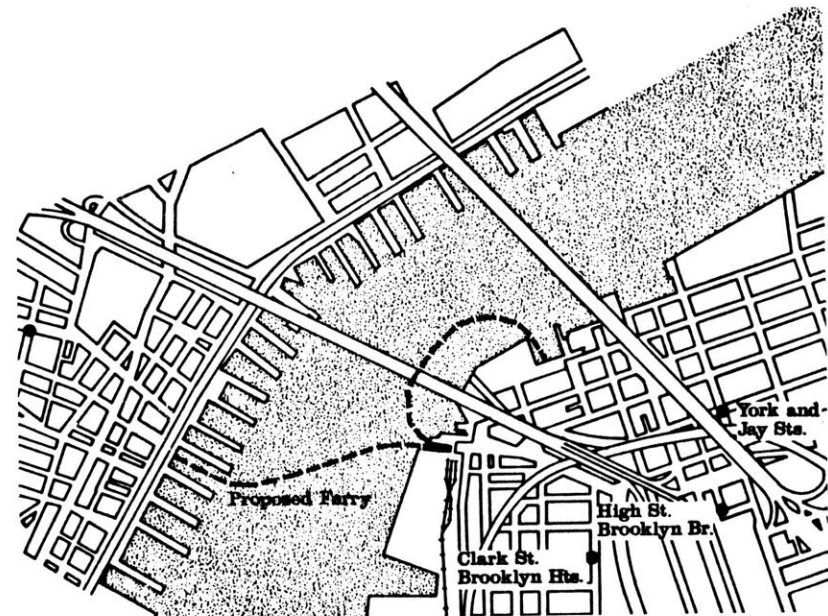 York and
Jay Sts.
Proposed Ferry
High St.
Brooklyn Br.
Clark St.
Brooklyn Hts.